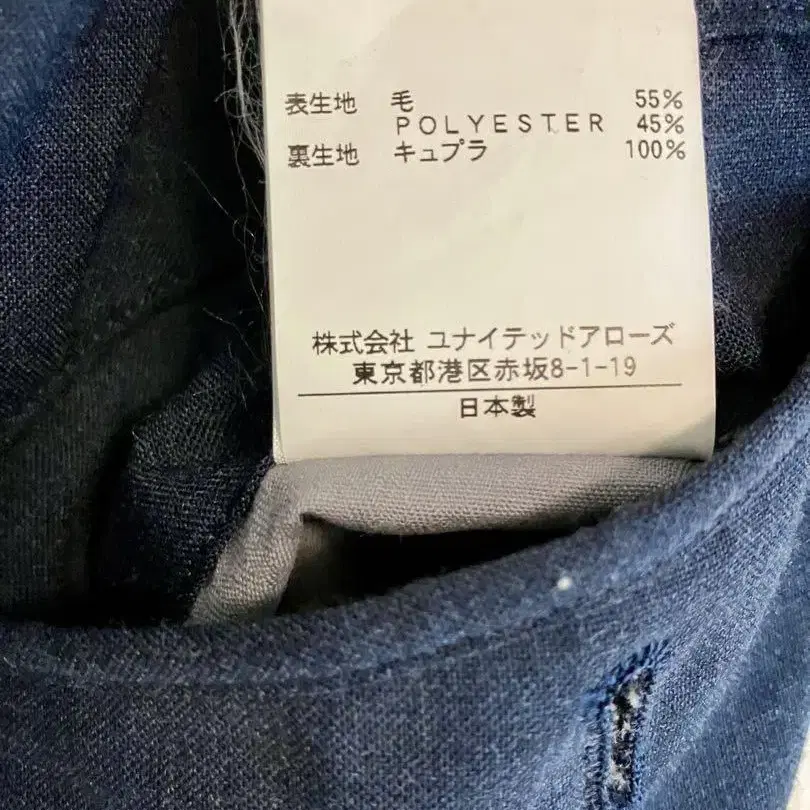 表生地 毛 55%
POLYESTER 45%
裏生地 キュプラ 100%
株式会社 ユナイテッドアローズ
東京都港区赤坂8-1-19
日本製